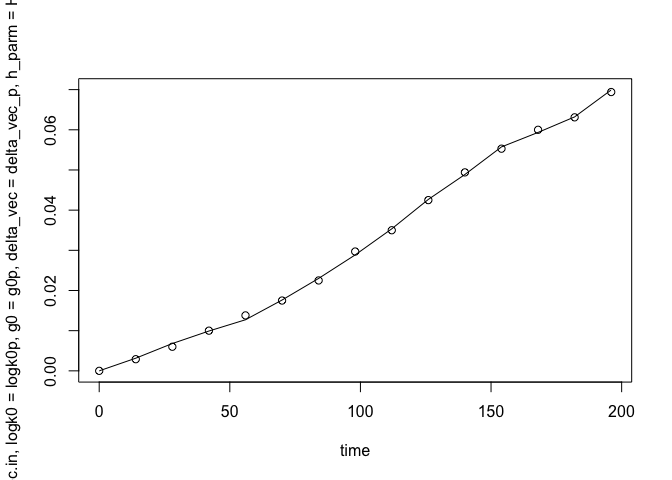 c.in, logk0 = logk0p, g0 = g0p, delta_vec = delta_vec_p, h_parm =
0.06
0.04
0.02
0.00
0 50 100 150 200
time